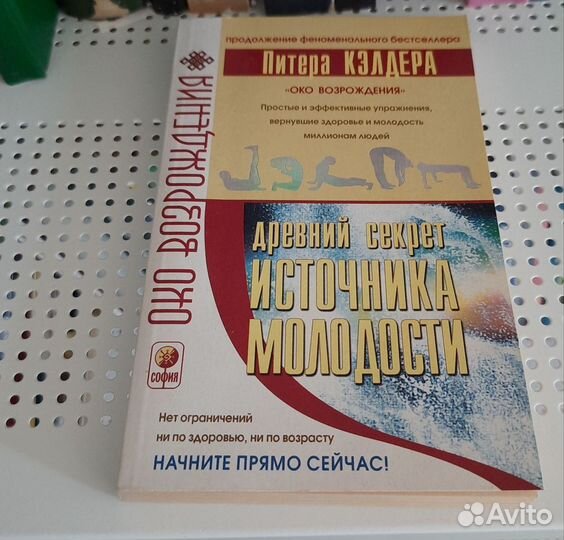 продолжение феноменального бестселлера
Питера КЭЛДЕРА
«ОКО ВОЗРОЖДЕНИЯ»
Простые и эффективные упражнения,
вернувшие здоровье и молодость
миллионам людей
ОКО ВОЗРОЖДЕНИЯ
ДРЕВНИЙ СЕКРЕТ
ИСТОЧНИКА
МОЛОДОСТИ
СОФИЯ
Нет ограничений
ни по здоровью, ни по возрасту
НАЧНИТЕ ПРЯМО СЕЙЧАС!
Avito